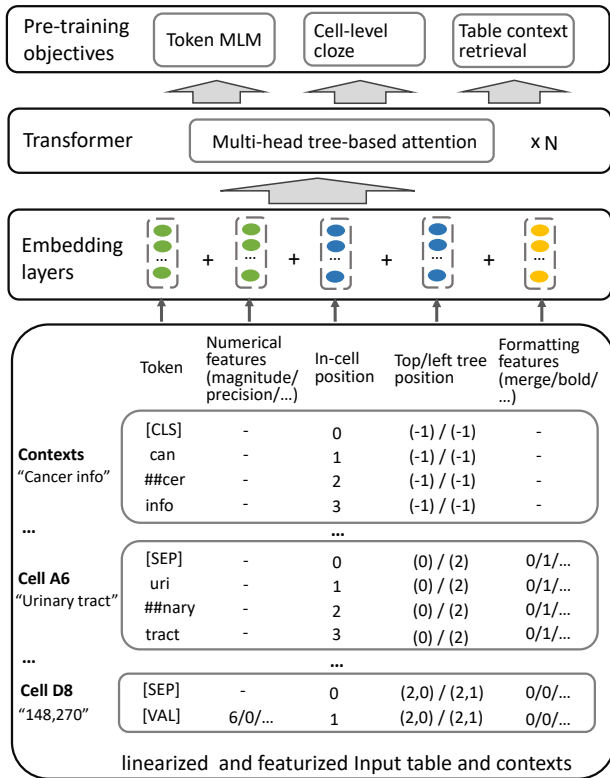 Pre-training
objectives
Token MLM
Cell-level
cloze
Table context
retrieval
Transformer
Multi-head tree-based attention
x N
Embedding
layers
... + ... + ... + ... + ...
Token
Numerical
features
(magnitude/
precision/...)
In-cell
position
Top/left tree
position
Formatting
features
(merge/bold/
...)
Contexts
"Cancer info"
[CLS] - 0 (-1) / (-1) -
can - 1 (-1) / (-1) -
##cer - 2 (-1) / (-1) -
info - 3 (-1) / (-1) -
... ...
Cell A6
"Urinary tract"
[SEP] - 0 (0) / (2) 0/1/...
uri - 1 (0) / (2) 0/1/...
##nary - 2 (0) / (2) 0/1/...
tract - 3 (0) / (2) 0/1/...
... ...
Cell D8
"148,270"
[SEP] - 0 (2,0) / (2,1) 0/0/...
[VAL] 6/0/... 1 (2,0) / (2,1) 0/0/...
linearized and featurized Input table and contexts